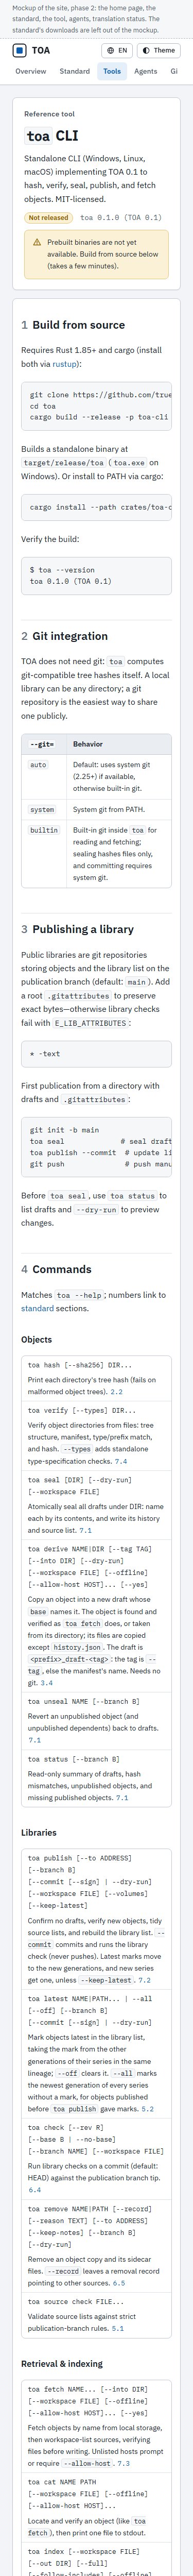 Mockup of the site, phase 2: the home page, the
standard, the tool, agents, translation status. The
standard's downloads are left out of the mockup.
TOA
EN
Theme
Overview Standard Tools Agents Gi
Reference tool
toa CLI
Standalone CLI (Windows, Linux,
macOS) implementing TOA 0.1 to
hash, verify, seal, publish, and fetch
objects. MIT-licensed.
Not released toa 0.1.0 (TOA 0.1)
Prebuilt binaries are not yet
available. Build from source below
(takes a few minutes).
1 Build from source
Requires Rust 1.85+ and cargo (install
both via rustup):
git clone https://github.com/true
cd toa
cargo build --release -p toa-cli
Builds a standalone binary at
target/release/toa (toa.exe on
Windows). Or install to PATH via cargo:
cargo install --path crates/toa-c
Verify the build:
$ toa --version
toa 0.1.0 (TOA 0.1)
2 Git integration
TOA does not need git: toa computes
git-compatible tree hashes itself. A local
library can be any directory; a git
repository is the easiest way to share
one publicly.
--git= Behavior
auto Default: uses system git
(2.25+) if available,
otherwise built-in git.
system System git from PATH.
builtin Built-in git inside toa for
reading and fetching;
sealing hashes files only,
and committing requires
system git.
3 Publishing a library
Public libraries are git repositories
storing objects and the library list on the
publication branch (default: main). Add
a root .gitattributes to preserve
exact bytes—otherwise library checks
fail with E_LIB_ATTRIBUTES:
* -text
First publication from a directory with
drafts and .gitattributes:
git init -b main
toa seal # seal draft
toa publish --commit # update li
git push # push manu
Before toa seal, use toa status to
list drafts and --dry-run to preview
changes.
4 Commands
Matches toa --help; numbers link to
standard sections.
Objects
toa hash [--sha256] DIR...
Print each directory's tree hash (fails on
malformed object trees). 2.2
toa verify [--types] DIR...
Verify object directories from files: tree
structure, manifest, type/prefix match,
and hash. --types adds standalone
type-specification checks. 7.4
toa seal [DIR] [--dry-run]
[--workspace FILE]
Atomically seal all drafts under DIR: name
each by its contents, and write its history
and source list. 7.1
toa derive NAME|DIR [--tag TAG]
[--into DIR] [--dry-run]
[--workspace FILE] [--offline]
[--allow-host HOST]... [--yes]
Copy an object into a new draft whose
base names it. The object is found and
verified as toa fetch does, or taken
from its directory; its files are copied
except history.json. The draft is
<prefix>_draft-<tag>: the tag is --
tag, else the manifest's name. Needs no
git. 3.4
toa unseal NAME [--branch B]
Revert an unpublished object (and
unpublished dependents) back to drafts.
7.1
toa status [--branch B]
Read-only summary of drafts, hash
mismatches, unpublished objects, and
missing published objects. 7.1
Libraries
toa publish [--to ADDRESS]
[--branch B]
[--commit [--sign] | --dry-run]
[--workspace FILE] [--volumes]
[--keep-latest]
Confirm no drafts, verify new objects, tidy
source lists, and rebuild the library list. --
commit commits and runs the library
check (never pushes). Latest marks move
to the new generations, and new series
get one, unless --keep-latest. 7.2
toa latest NAME|PATH... | --all
[--off] [--branch B]
[--commit [--sign] | --dry-run]
Mark objects latest in the library list,
taking the mark from the other
generations of their series in the same
lineage; --off clears it. --all marks
the newest generation of every series
without a mark, for objects published
before toa publish gave marks. 5.2
toa check [--rev R]
[--base B | --no-base]
[--branch NAME] [--workspace FILE]
Run library checks on a commit (default:
HEAD) against the publication branch tip.
6.4
toa remove NAME|PATH [--record]
[--reason TEXT] [--to ADDRESS]
[--keep-notes] [--branch B]
[--dry-run]
Remove an object copy and its sidecar
files. --record leaves a removal record
pointing to other sources. 6.5
toa source check FILE...
Validate source lists against strict
publication-branch rules. 5.1
Retrieval & indexing
toa fetch NAME... [--into DIR]
[--workspace FILE] [--offline]
[--allow-host HOST]... [--yes]
Fetch objects by name from local storage,
then workspace-list sources, verifying
files before writing. Unlisted hosts prompt
or require --allow-host. 7.3
toa cat NAME PATH
[--workspace FILE] [--offline]
[--allow-host HOST]...
Locate and verify an object (like toa
fetch), then print one file to stdout.
toa index [--workspace FILE]
[--out DIR] [--full]